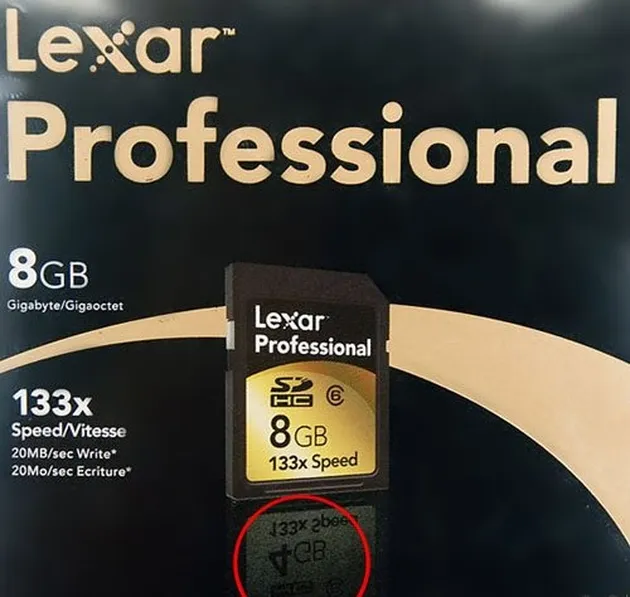 Lexar™
Professional
8GB
Gigabyte/Gigaoctet
133x
Speed/Vitesse
20MB/sec Write*
20Mo/sec Ecriture*
Lexar
Professional
SD
HC 6
8GB
133x Speed
133x Speed
4GB